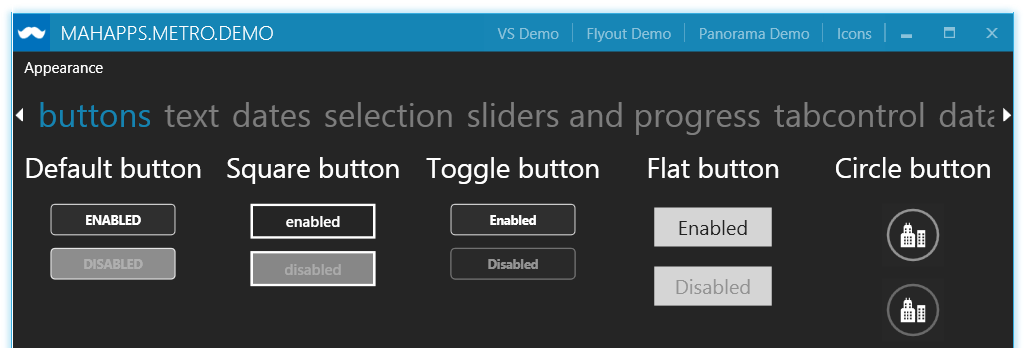 MAHAPPS.METRO.DEMO VS Demo Flyout Demo Panorama Demo Icons
Appearance
buttons text dates selection sliders and progress tabcontrol data
Default button Square button Toggle button Flat button Circle button
ENABLED enabled Enabled Enabled
DISABLED disabled Disabled Disabled